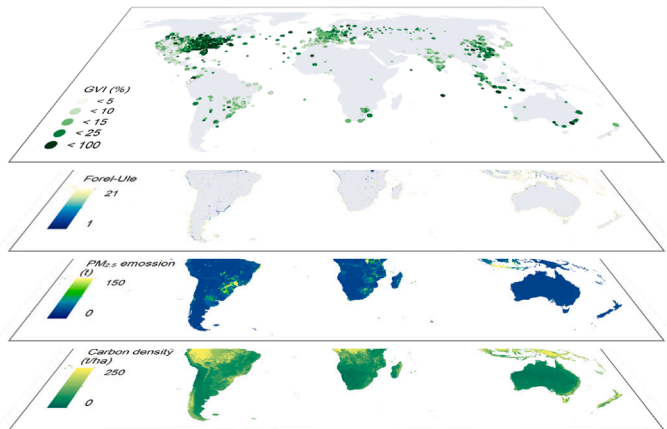 GVI (%)
< 5
< 10
< 15
< 25
< 100
Forel-Ule
21
1
PM2.5 emossion
(t)
150
0
Carbon density
(t/ha)
250
0